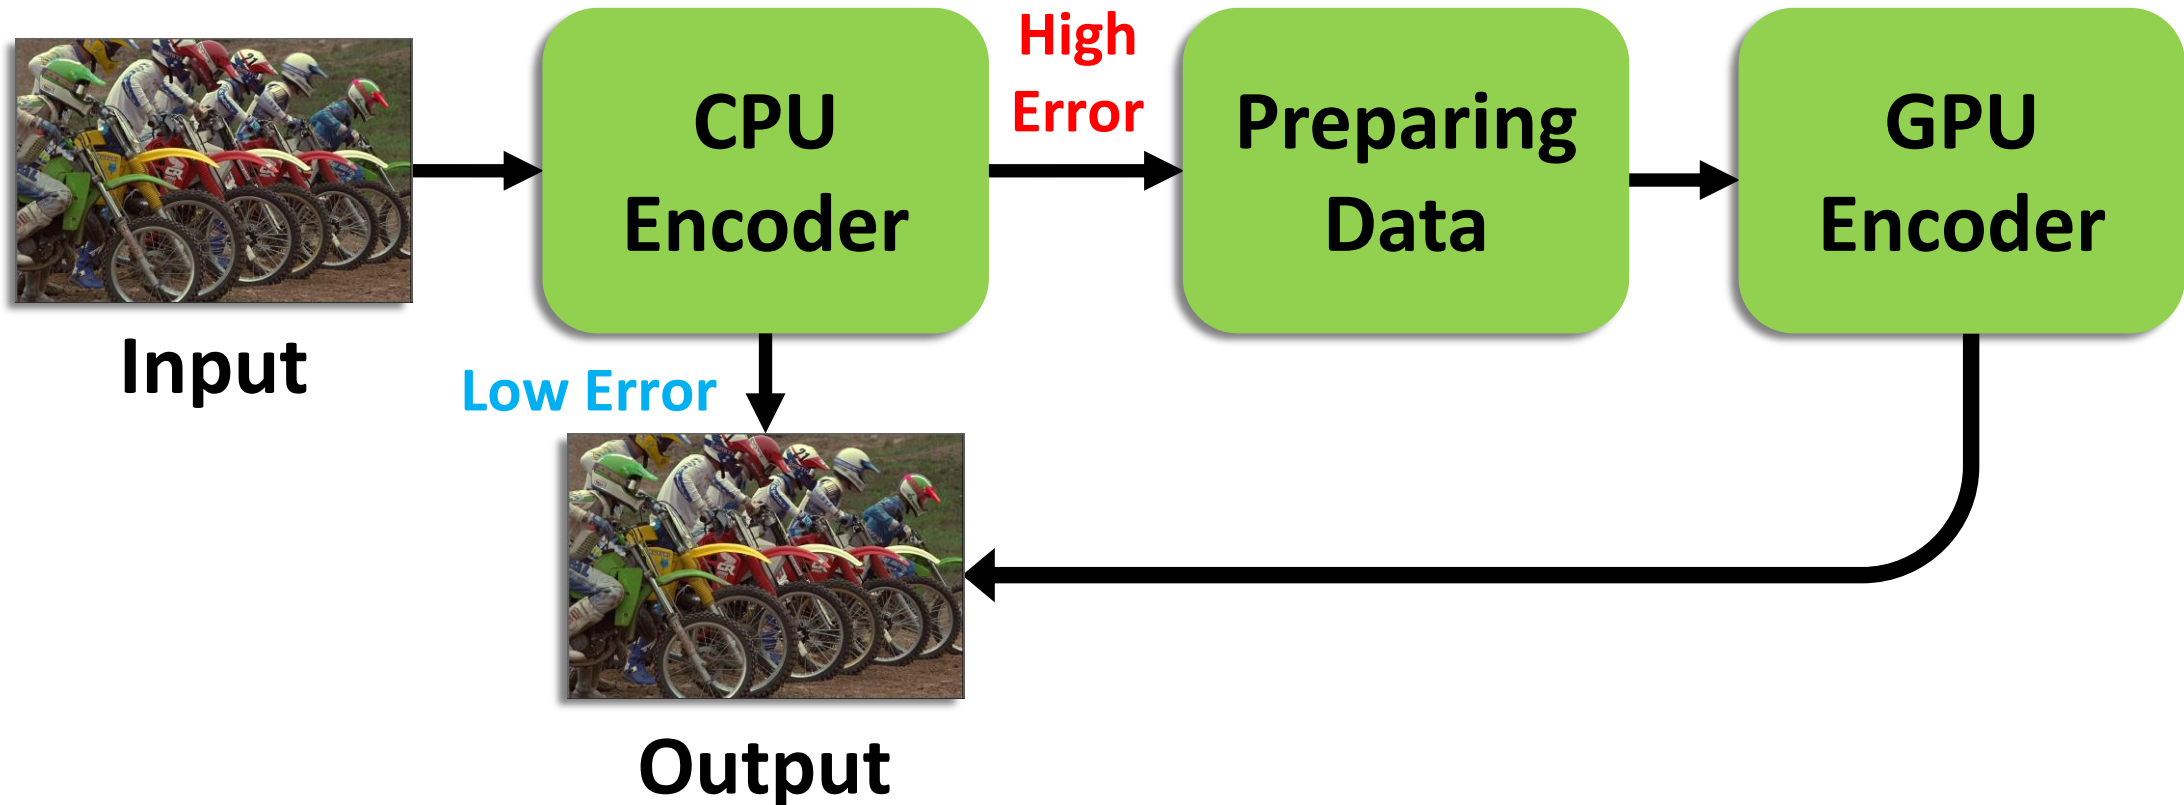 High
Error
CPU
Encoder
Preparing
Data
GPU
Encoder
Input
Low Error
Output